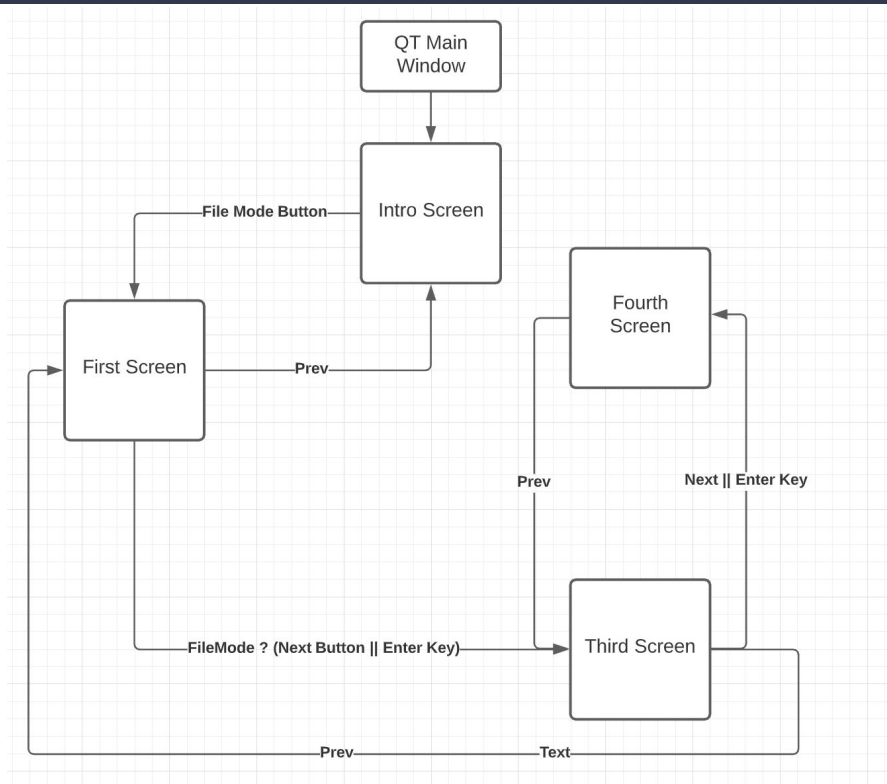 QT Main
Window
File Mode Button
Intro Screen
Fourth
Screen
First Screen
Prev
Prev
Next || Enter Key
FileMode ? (Next Button || Enter Key)
Third Screen
Prev
Text